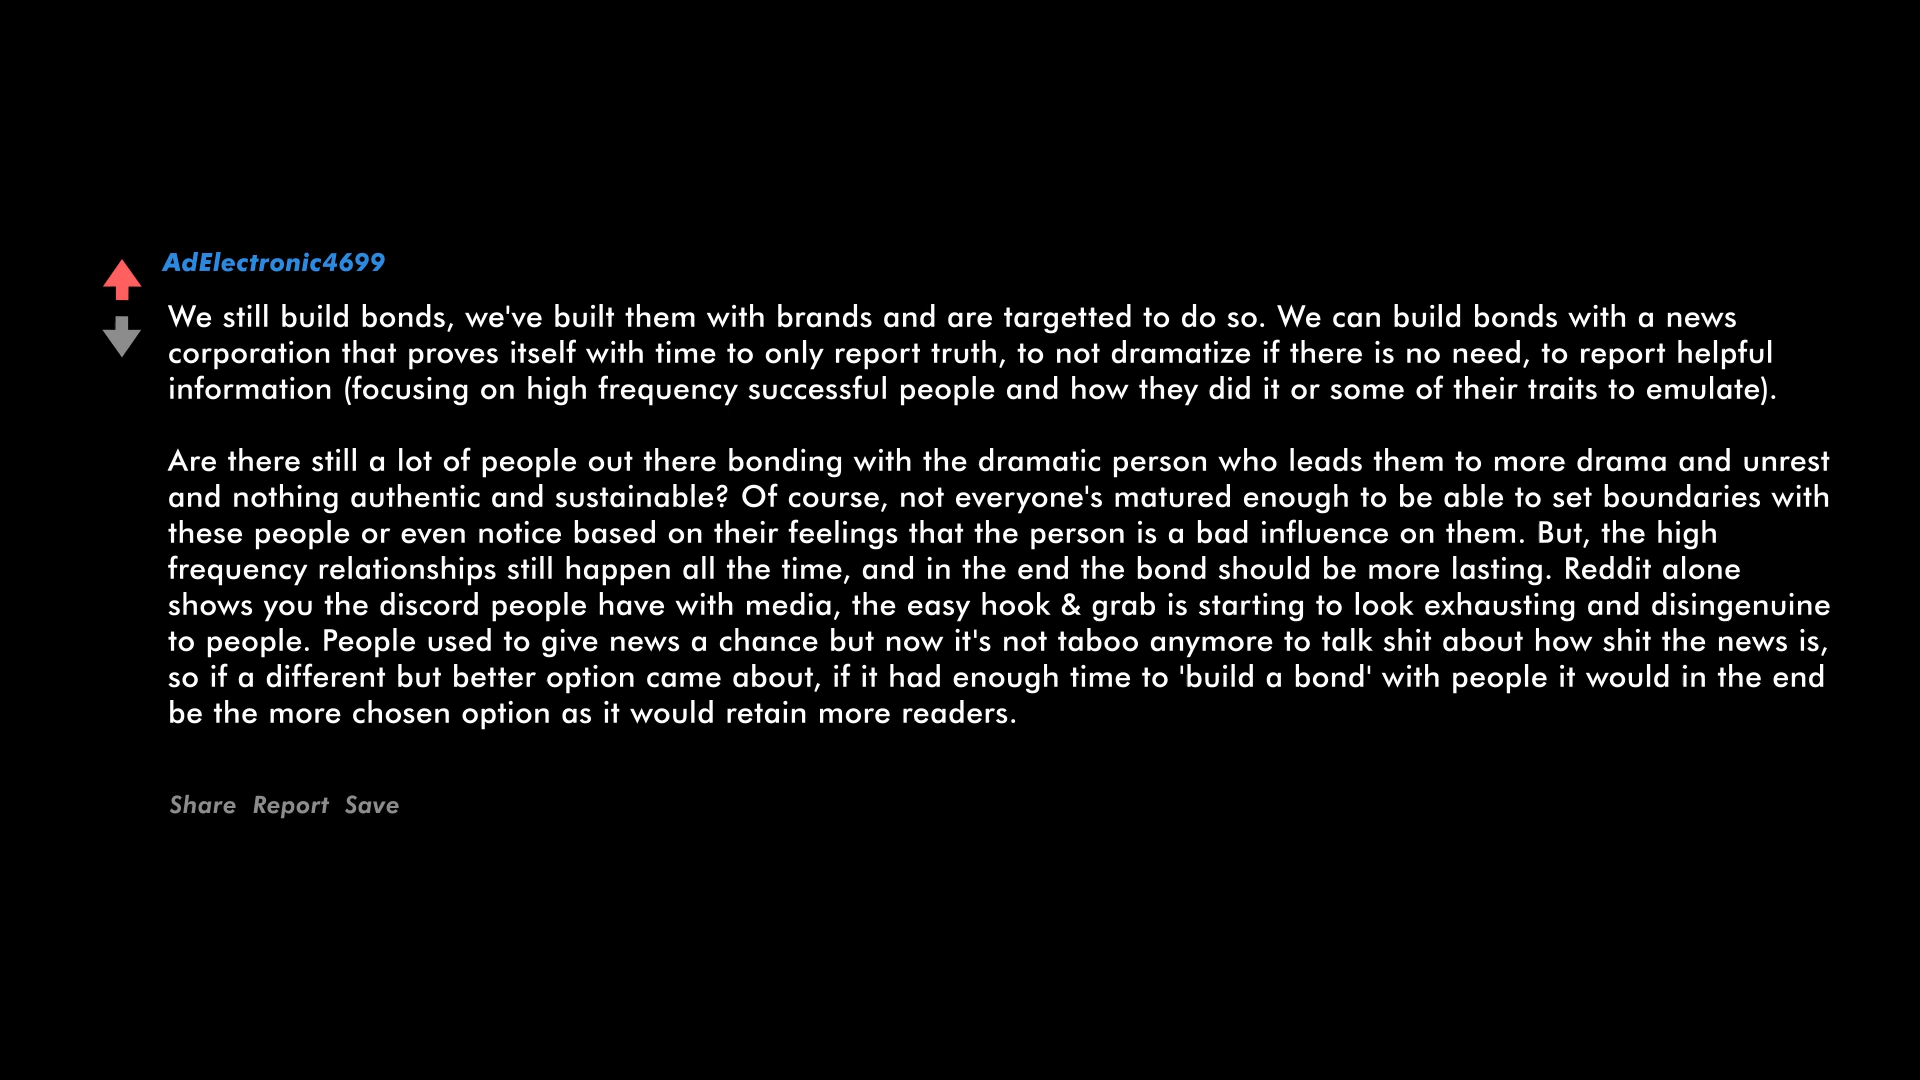 AdElectronic4699
We still build bonds, we've built them with brands and are targetted to do so. We can build bonds with a news
corporation that proves itself with time to only report truth, to not dramatize if there is no need, to report helpful
information (focusing on high frequency successful people and how they did it or some of their traits to emulate).
Are there still a lot of people out there bonding with the dramatic person who leads them to more drama and unrest
and nothing authentic and sustainable? Of course, not everyone's matured enough to be able to set boundaries with
these people or even notice based on their feelings that the person is a bad influence on them. But, the high
frequency relationships still happen all the time, and in the end the bond should be more lasting. Reddit alone
shows you the discord people have with media, the easy hook & grab is starting to look exhausting and disingenuine
to people. People used to give news a chance but now it's not taboo anymore to talk shit about how shit the news is,
so if a different but better option came about, if it had enough time to 'build a bond' with people it would in the end
be the more chosen option as it would retain more readers.
Share Report Save